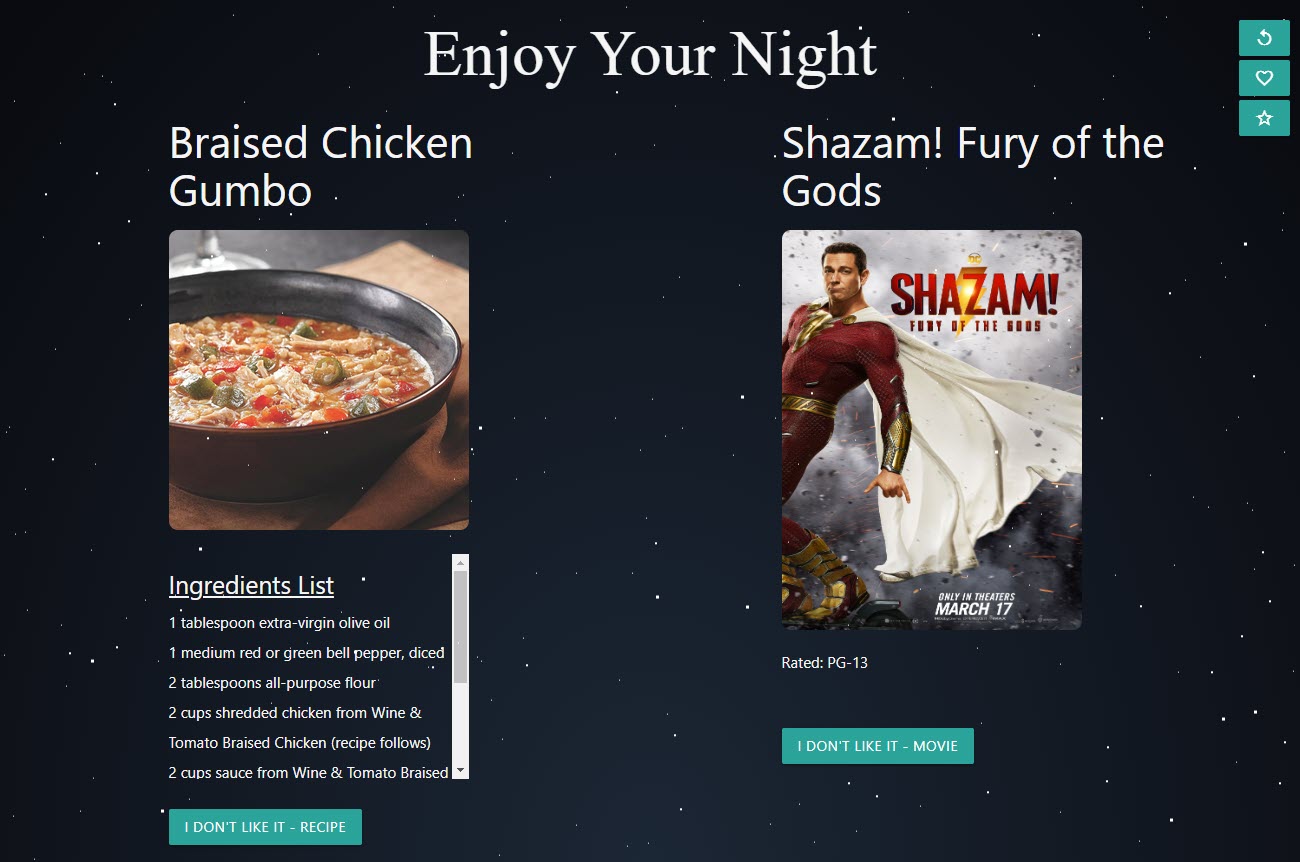 Enjoy Your Night
Braised Chicken
Gumbo
Ingredients List
1 tablespoon extra-virgin olive oil
1 medium red or green bell pepper, diced
2 tablespoons all-purpose flour
2 cups shredded chicken from Wine &
Tomato Braised Chicken (recipe follows)
2 cups sauce from Wine & Tomato Braised
I DON'T LIKE IT - RECIPE
Shazam! Fury of the
Gods
DC
SHAZAM!
FURY OF THE GODS
ONLY IN THEATERS
MARCH 17
Rated: PG-13
I DON'T LIKE IT - MOVIE